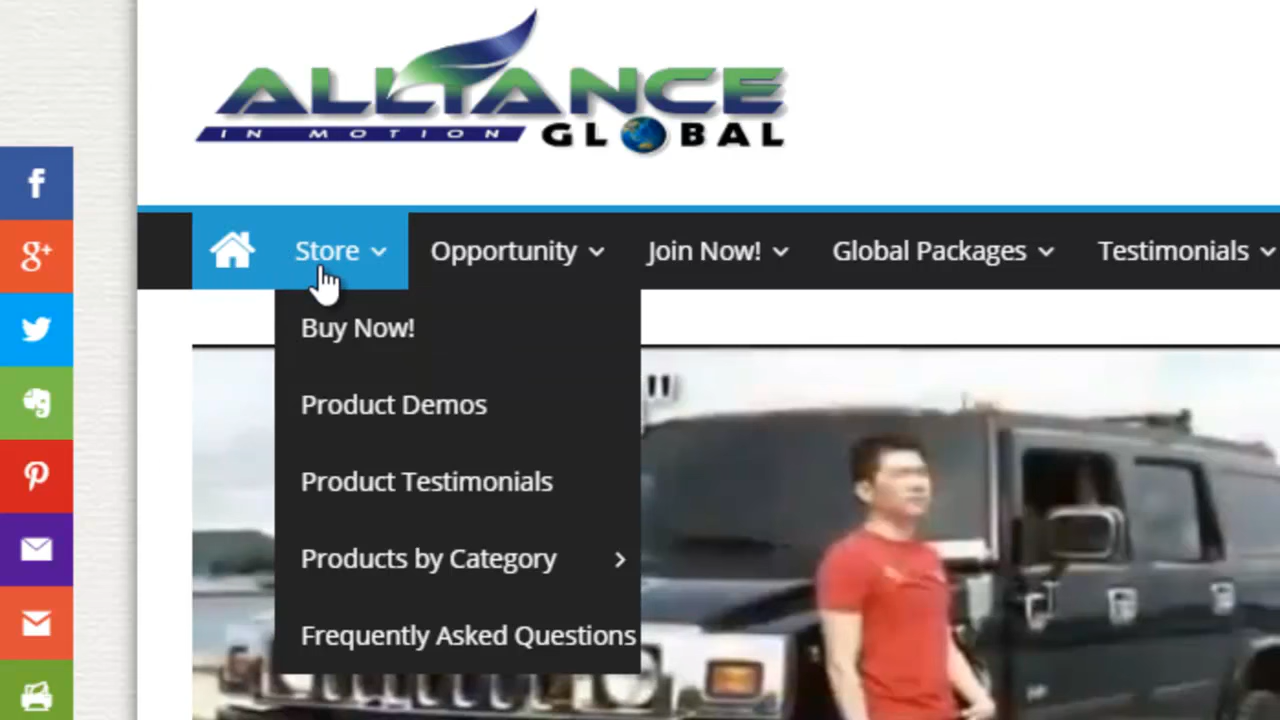 ALLIANCE
IN MOTION GLOBAL
Store Opportunity Join Now! Global Packages Testimonials
Buy Now!
Product Demos
Product Testimonials
Products by Category
Frequently Asked Questions
"